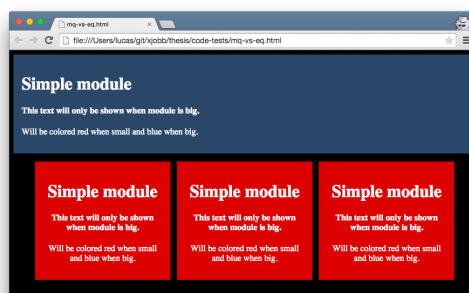 mq-vs-eq.html
file:///Users/lucas/git/xjobb/thesis/code-tests/mq-vs-eq.html
Simple module
This text will only be shown when module is big.
Will be colored red when small and blue when big.
Simple module
This text will only be shown
when module is big.
Will be colored red when small
and blue when big.
Simple module
This text will only be shown
when module is big.
Will be colored red when small
and blue when big.
Simple module
This text will only be shown
when module is big.
Will be colored red when small
and blue when big.